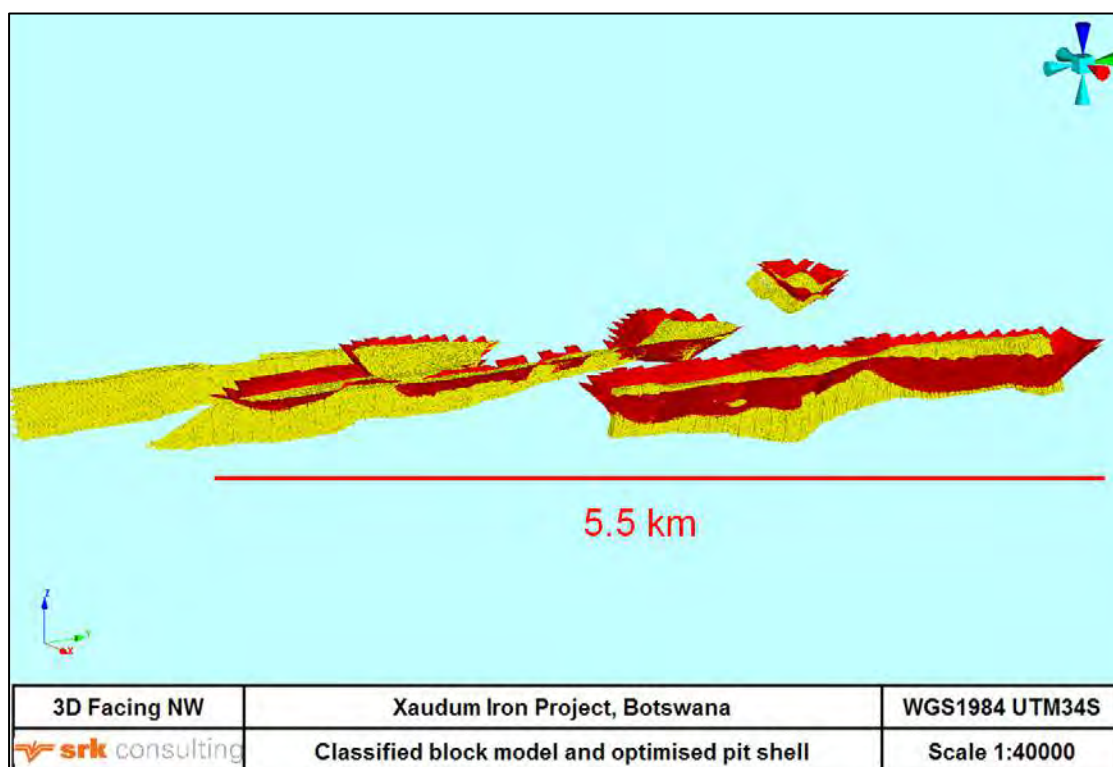 5.5 km
Z
Y
X
3D Facing NW
Xaudum Iron Project, Botswana
WGS1984 UTM34S
srk consulting
Classified block model and optimised pit shell
Scale 1:40000